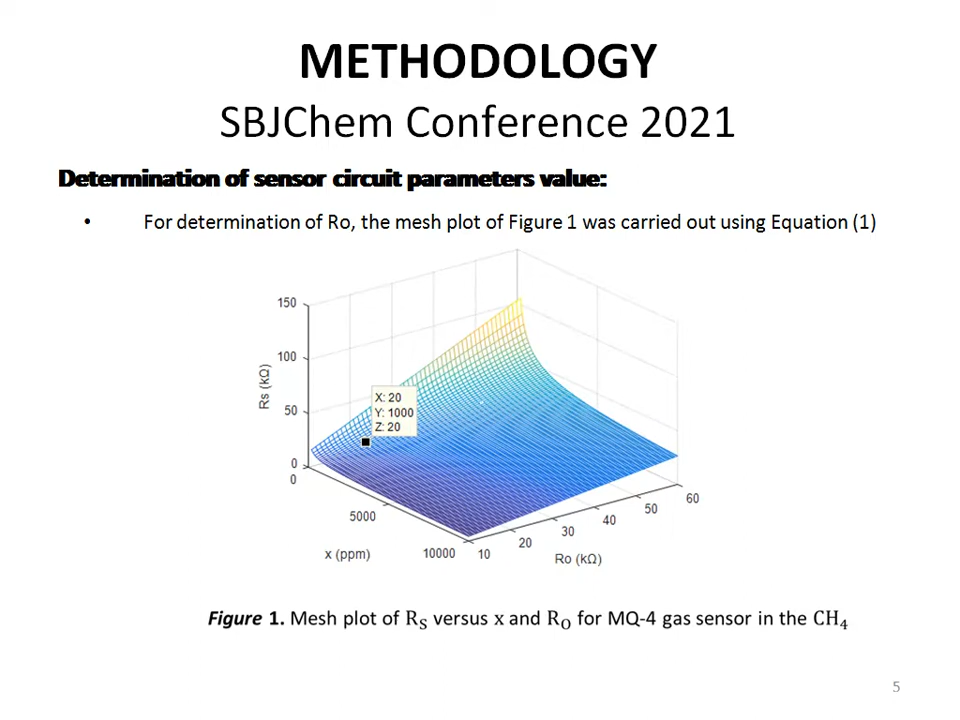 METHODOLOGY
SBJChem Conference 2021
Determination of sensor circuit parameters value:
• For determination of Ro, the mesh plot of Figure 1 was carried out using Equation (1)
150
100
50
0
Rs (kΩ)
X: 20
Y: 1000
Z: 20
0
5000
10000
x (ppm)
10
20
30
40
50
60
Ro (kΩ)
Figure 1. Mesh plot of R_S versus x and R_O for MQ-4 gas sensor in the CH_4
5